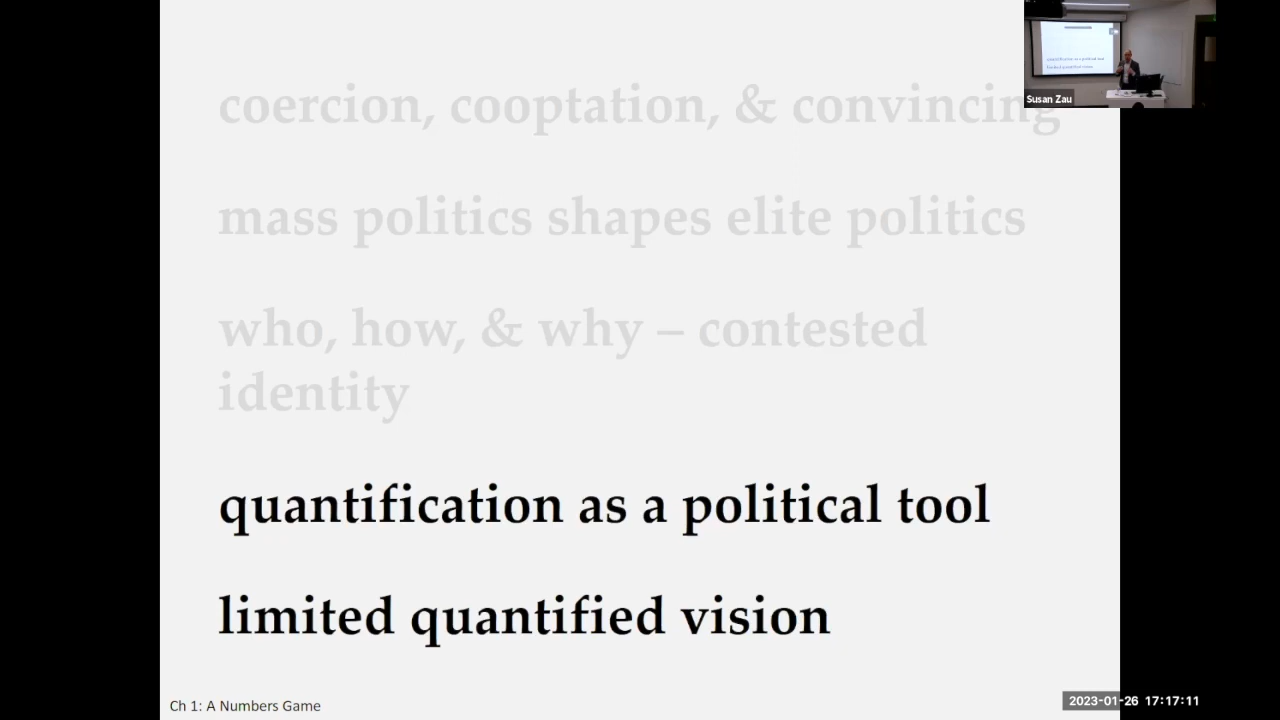 coercion, cooptation, & convincing
Susan Zau
mass politics shapes elite politics
who, how, & why – contested
identity
quantification as a political tool
limited quantified vision
Ch 1: A Numbers Game
2023-01-26 17:17:11